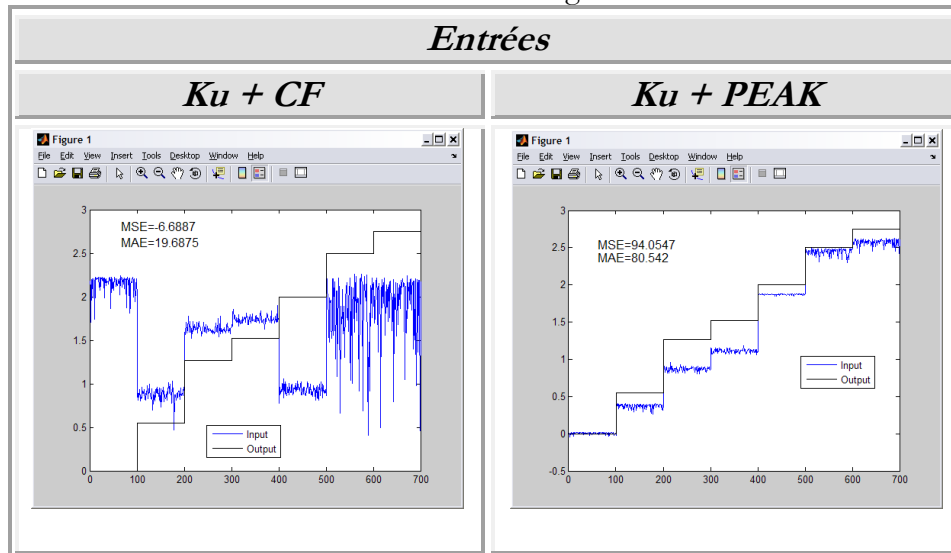 Entrées
Ku + CF
Ku + PEAK
Figure 1
File Edit View Insert Tools Desktop Window Help
3
2.5
2
1.5
1
0.5
0
MSE=-6.6887
MAE=19.6875
Input
Output
0 100 200 300 400 500 600 700
Figure 1
File Edit View Insert Tools Desktop Window Help
3
2.5
2
1.5
1
0.5
0
-0.5
MSE=94.0547
MAE=80.542
Input
Output
0 100 200 300 400 500 600 700